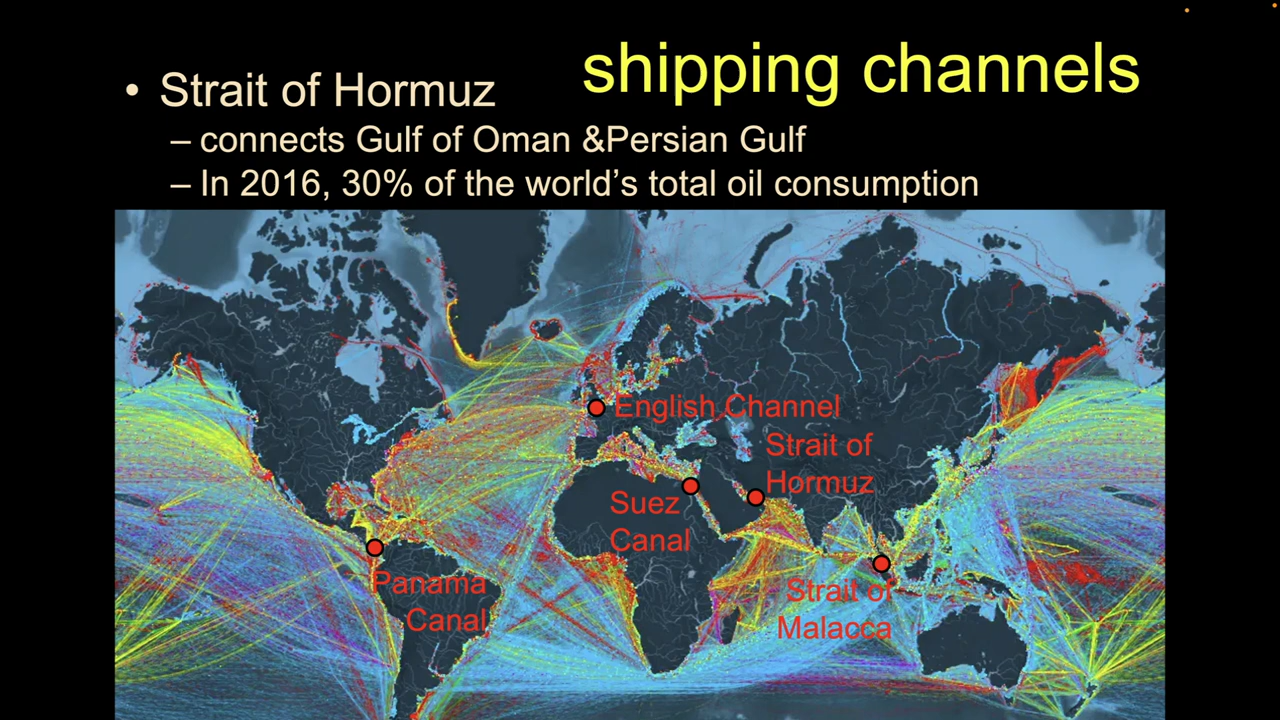 shipping channels
• Strait of Hormuz
– connects Gulf of Oman &Persian Gulf
– In 2016, 30% of the world’s total oil consumption
English Channel
Strait of
Hormuz
Suez
Canal
Panama
Canal
Strait of
Malacca